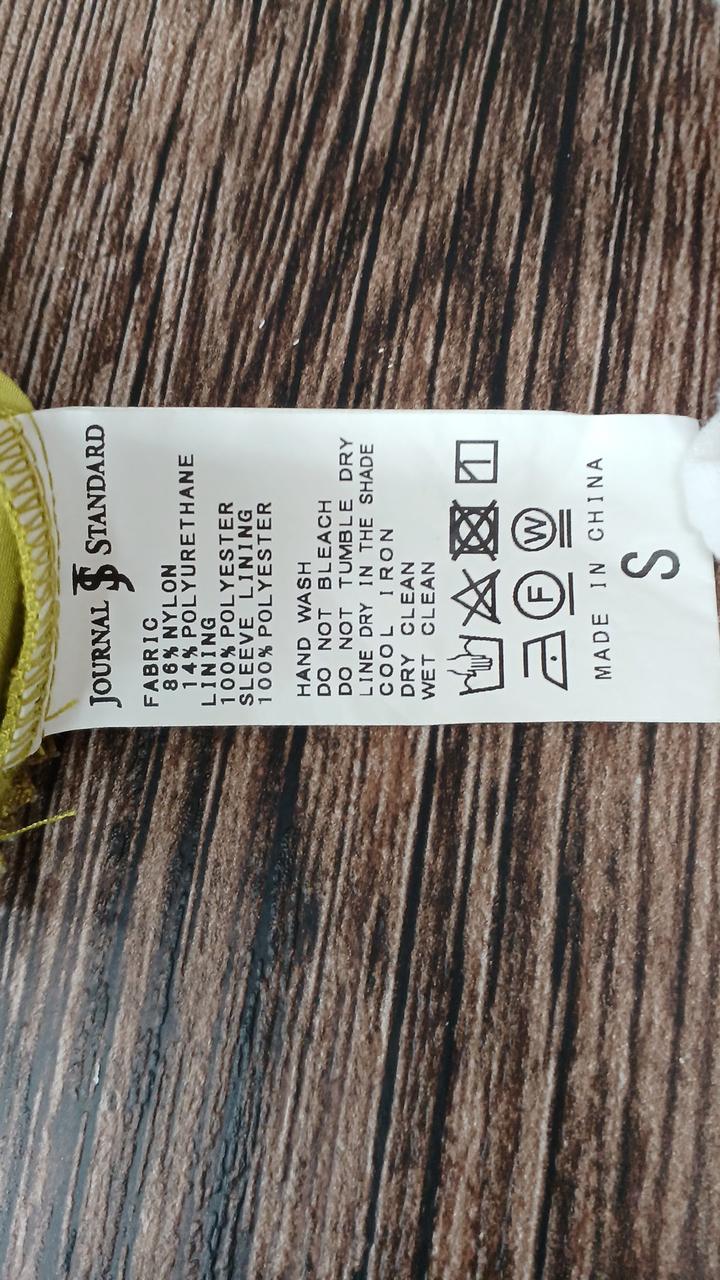 JOURNAL STANDARD
FABRIC
86%NYLON
14%POLYURETHANE
LINING
100%POLYESTER
SLEEVE LINING
100%POLYESTER
HAND WASH
DO NOT BLEACH
DO NOT TUMBLE DRY
LINE DRY IN THE SHADE
COOL IRON
DRY CLEAN
WET CLEAN
F W
MADE IN CHINA
S